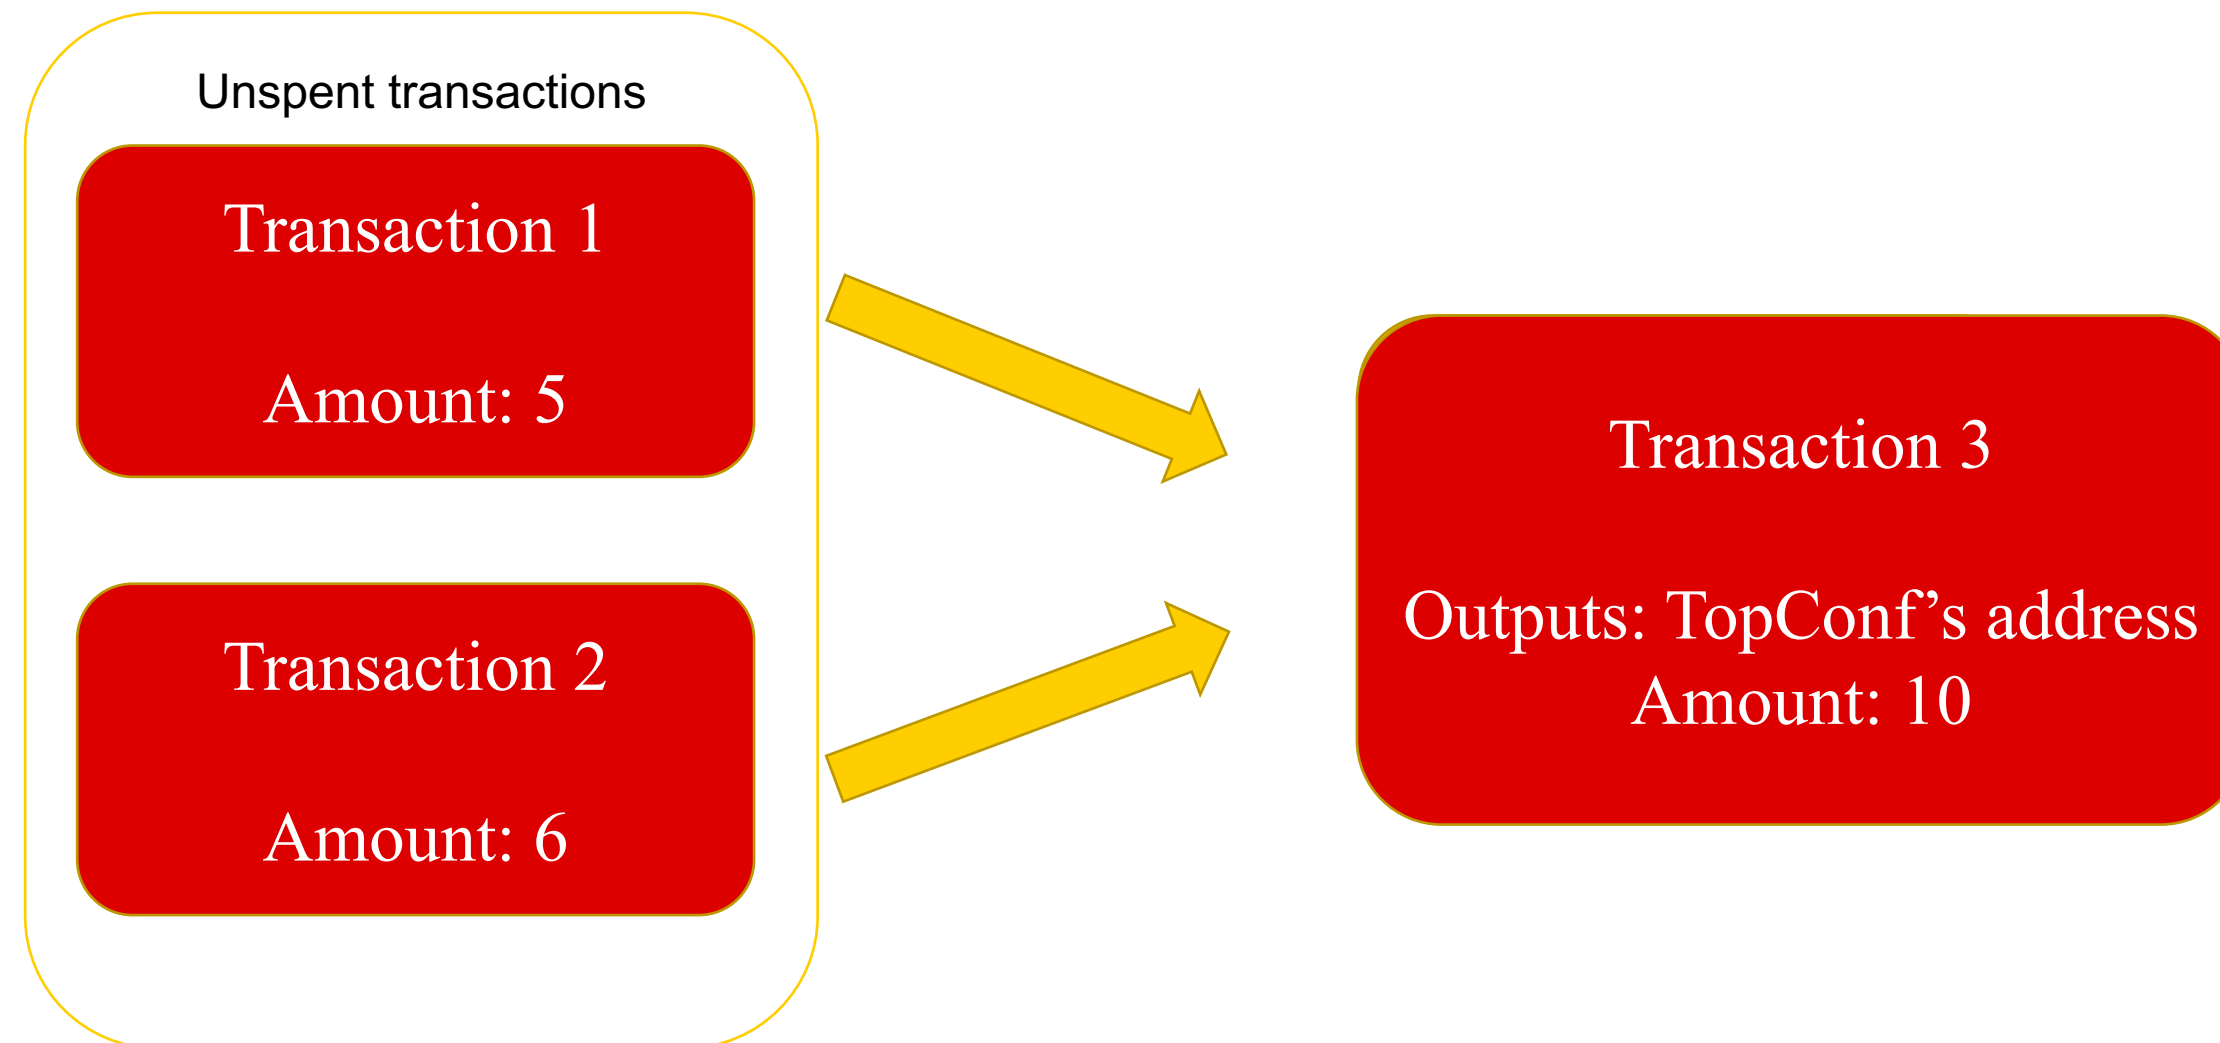 Unspent transactions
Transaction 1
Amount: 5
Transaction 2
Amount: 6
Transaction 3
Outputs: TopConf’s address
Amount: 10